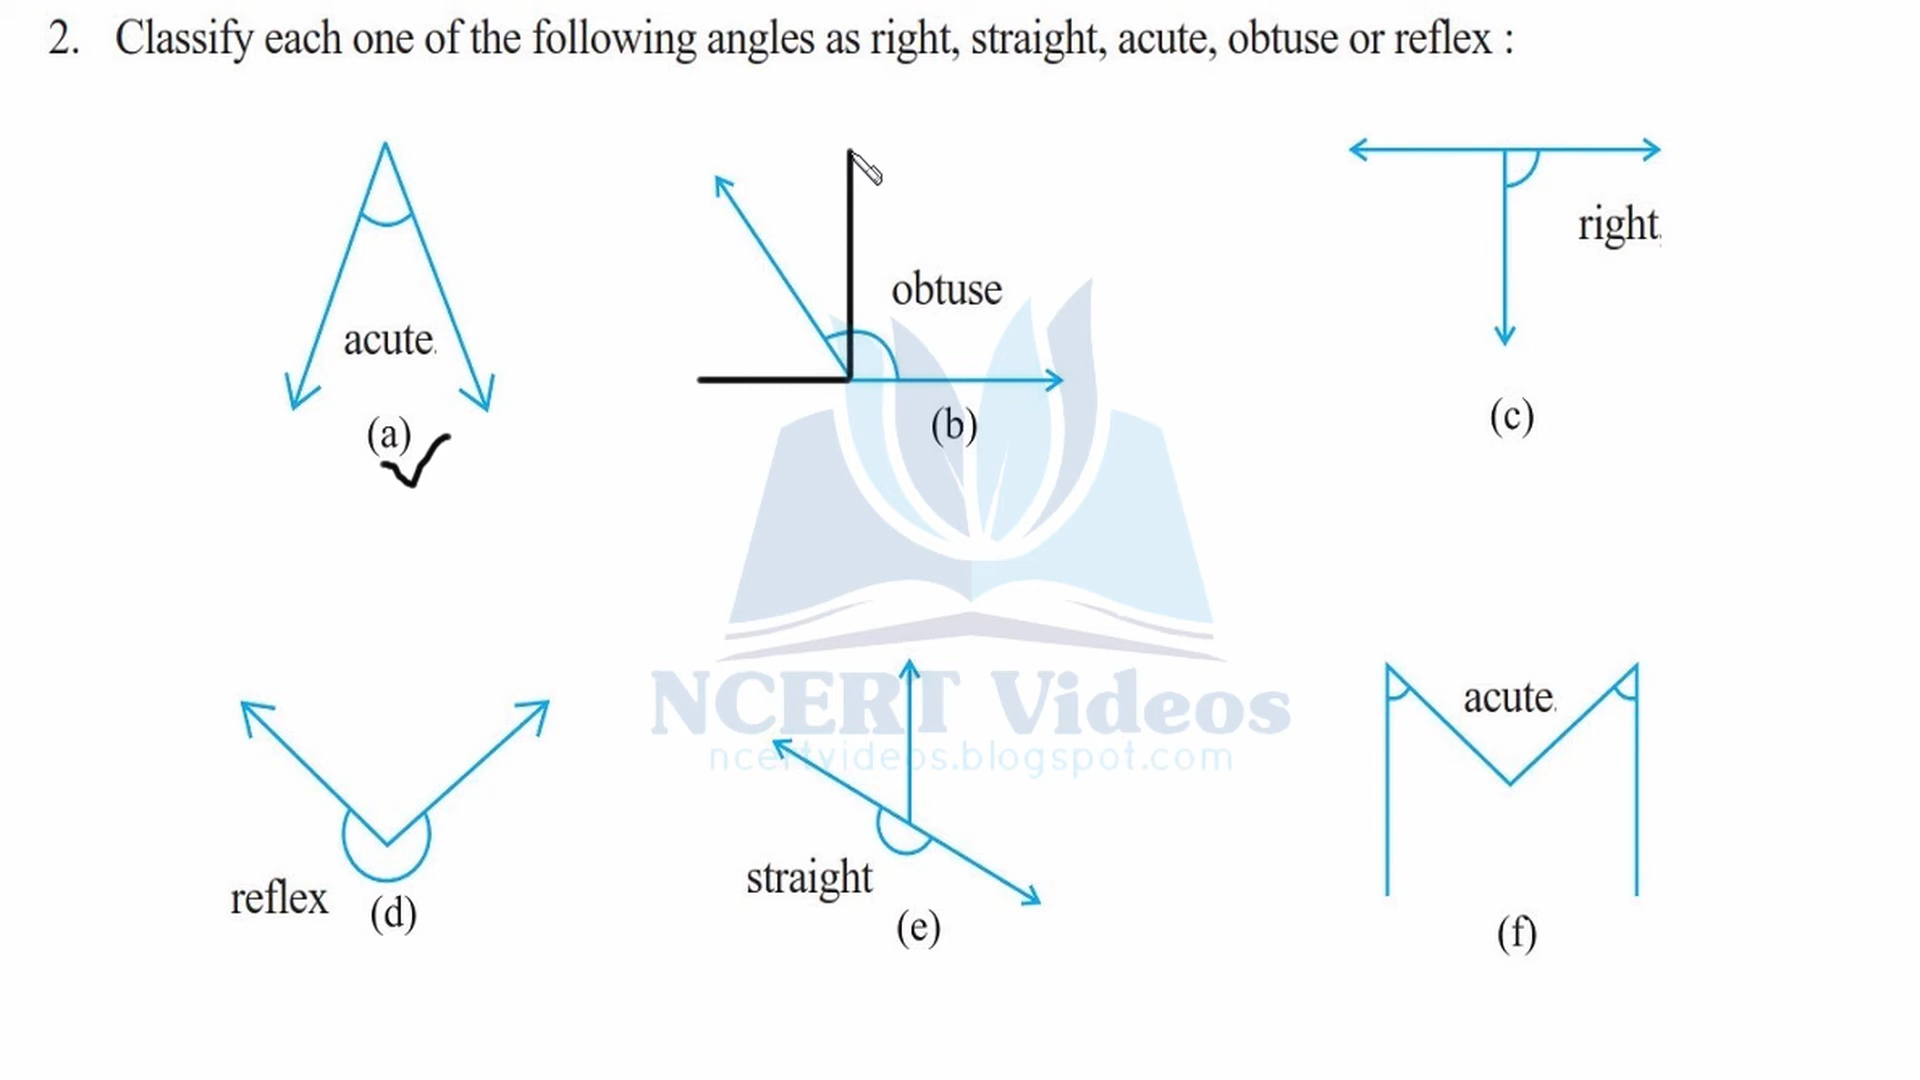 2. Classify each one of the following angles as right, straight, acute, obtuse or reflex :
acute.
(a)
obtuse
(b)
right.
(c)
reflex
(d)
NCERT Videos
ncertvideos.blogspot.com
straight
(e)
acute.
(f)